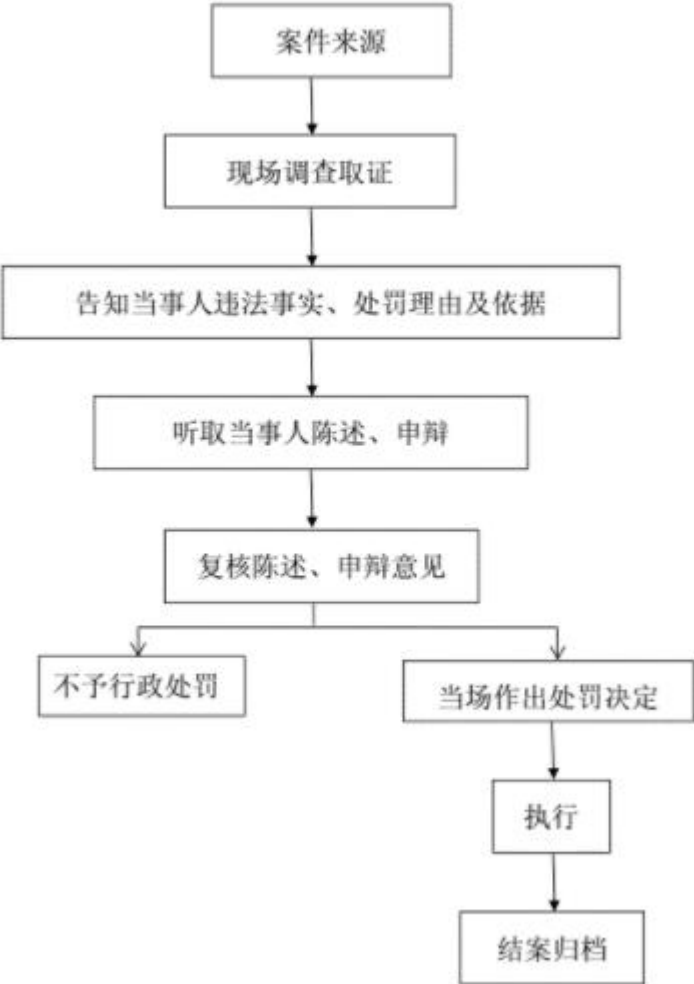 案件来源
现场调查取证
告知当事人违法事实、处罚理由及依据
听取当事人陈述、申辩
复核陈述、申辩意见
不予行政处罚
当场作出处罚决定
执行
结案归档